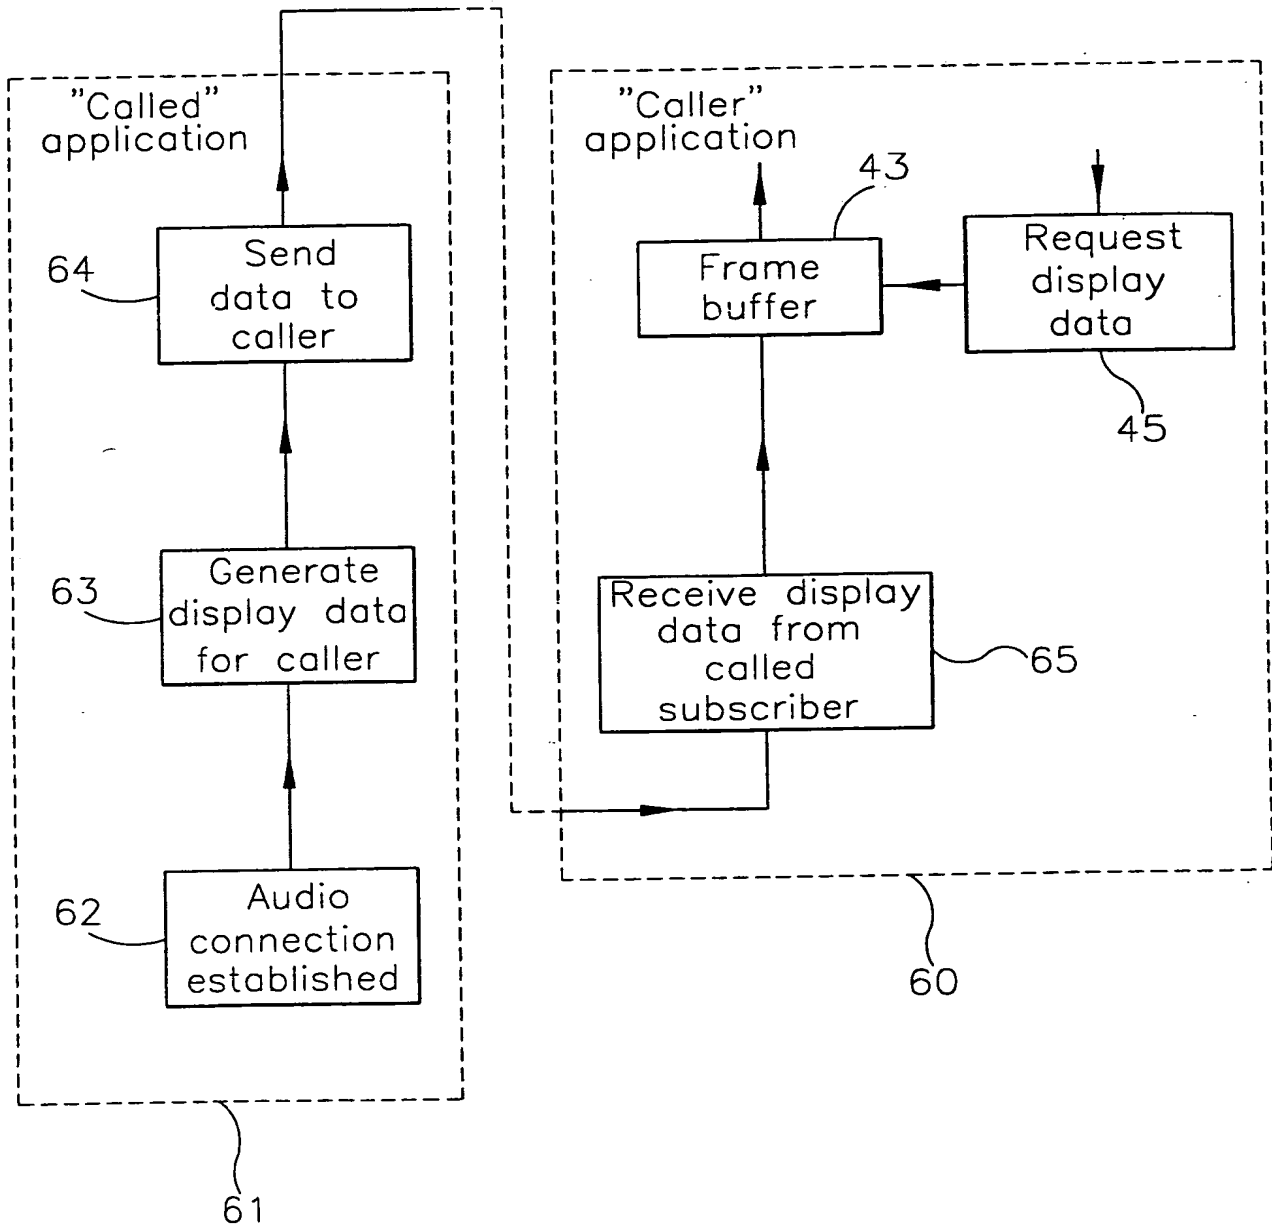 "Called"
application
64
Send
data to
caller
63
Generate
display data
for caller
62
Audio
connection
established
61
"Caller"
application
43
Frame
buffer
Request
display
data
45
Receive display
data from
called
subscriber
65
60